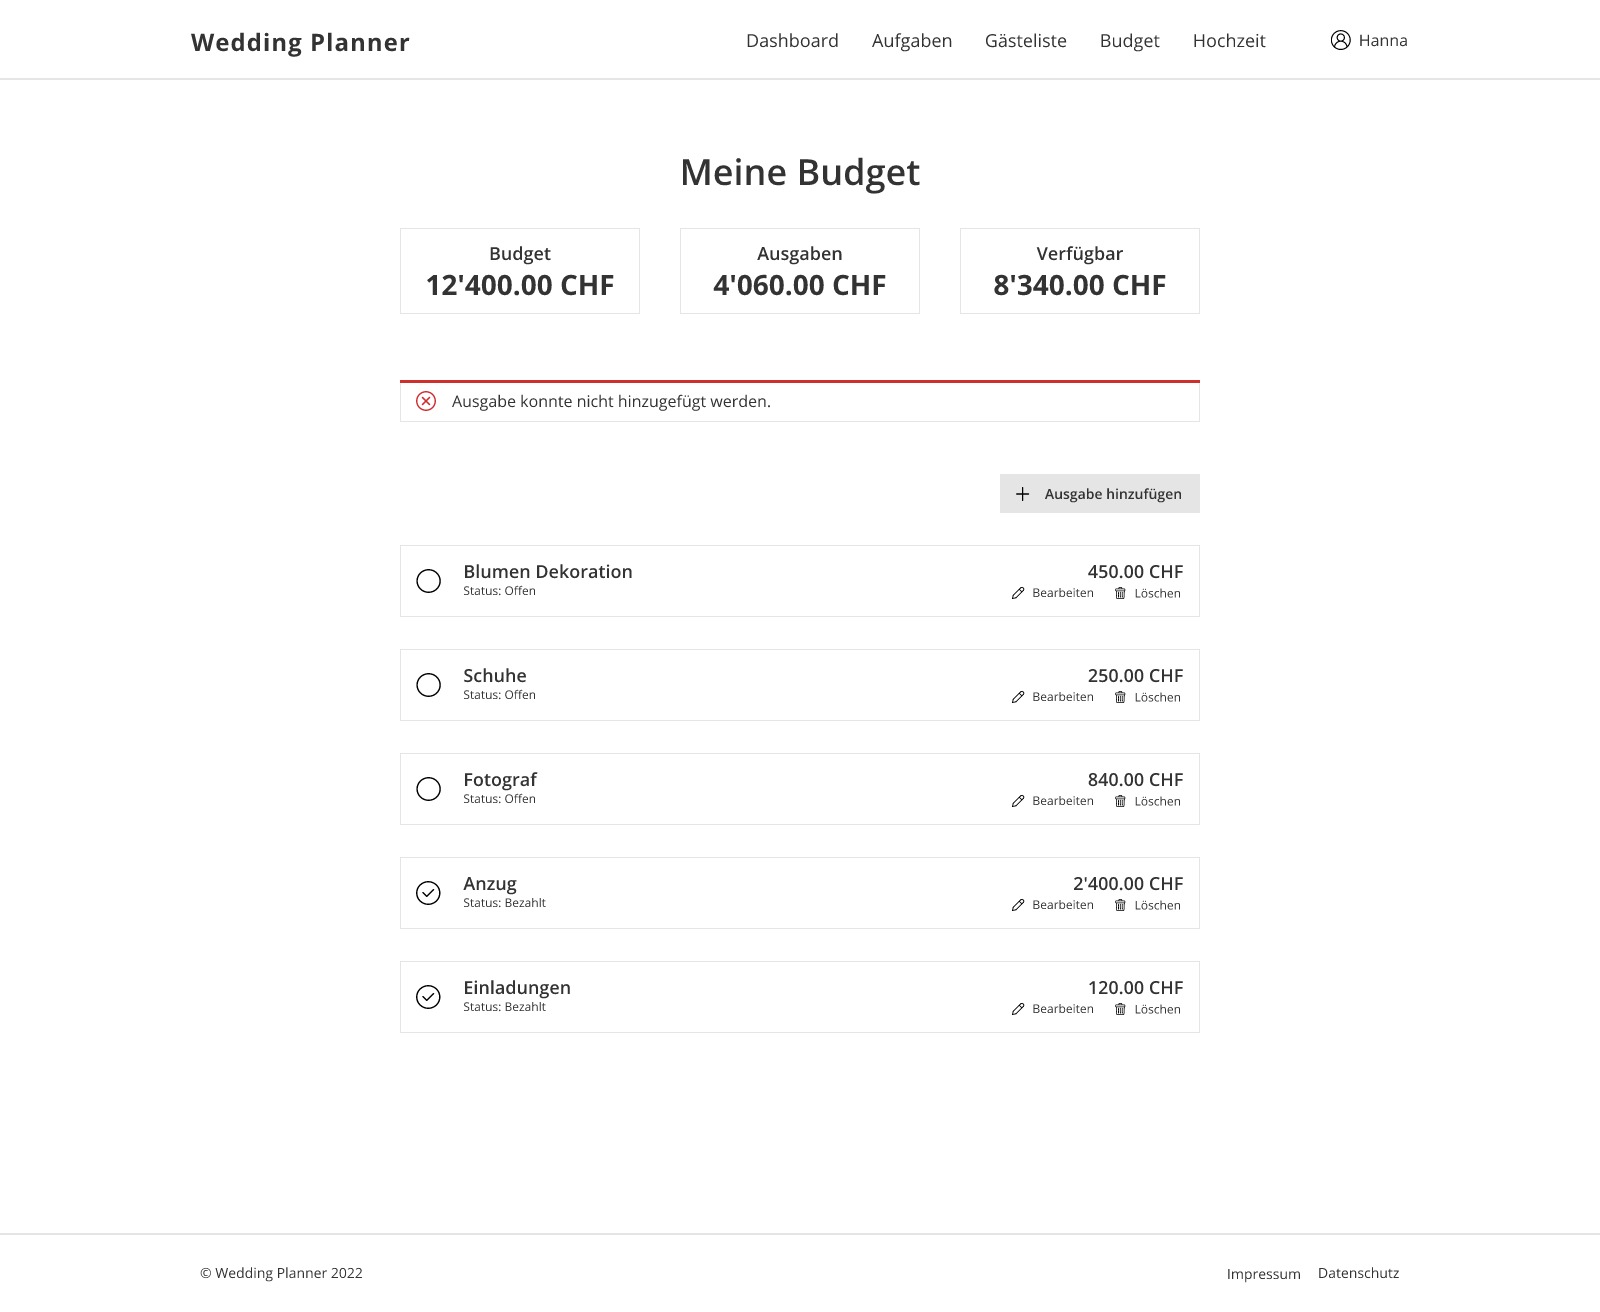 Wedding Planner
Dashboard Aufgaben Gästeliste Budget Hochzeit Hanna
Meine Budget
Budget
12'400.00 CHF
Ausgaben
4'060.00 CHF
Verfügbar
8'340.00 CHF
Ausgabe konnte nicht hinzugefügt werden.
Ausgabe hinzufügen
Blumen Dekoration
Status: Offen
450.00 CHF
Bearbeiten Löschen
Schuhe
Status: Offen
250.00 CHF
Bearbeiten Löschen
Fotograf
Status: Offen
840.00 CHF
Bearbeiten Löschen
Anzug
Status: Bezahlt
2'400.00 CHF
Bearbeiten Löschen
Einladungen
Status: Bezahlt
120.00 CHF
Bearbeiten Löschen
© Wedding Planner 2022
Impressum Datenschutz